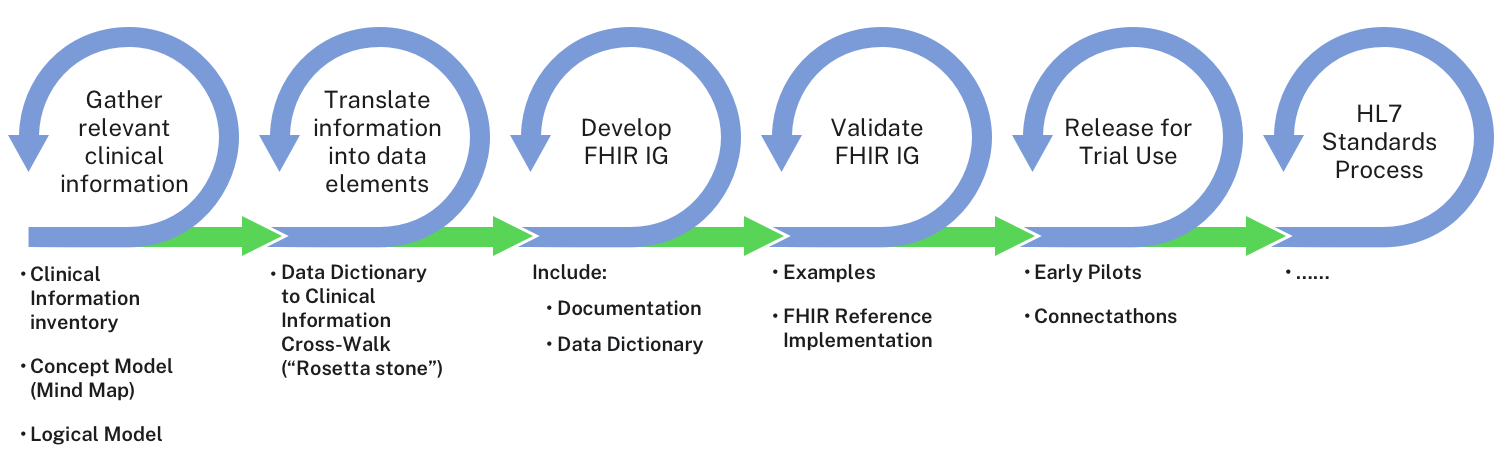 Gather
relevant
clinical
information
Translate
information
into data
elements
Develop
FHIR IG
Validate
FHIR IG
Release for
Trial Use
HL7
Standards
Process
• Clinical
Information
inventory
• Concept Model
(Mind Map)
• Logical Model
• Data Dictionary
to Clinical
Information
Cross-Walk
(“Rosetta stone”)
Include:
• Documentation
• Data Dictionary
• Examples
• FHIR Reference
Implementation
• Early Pilots
• Connectathons
• ......